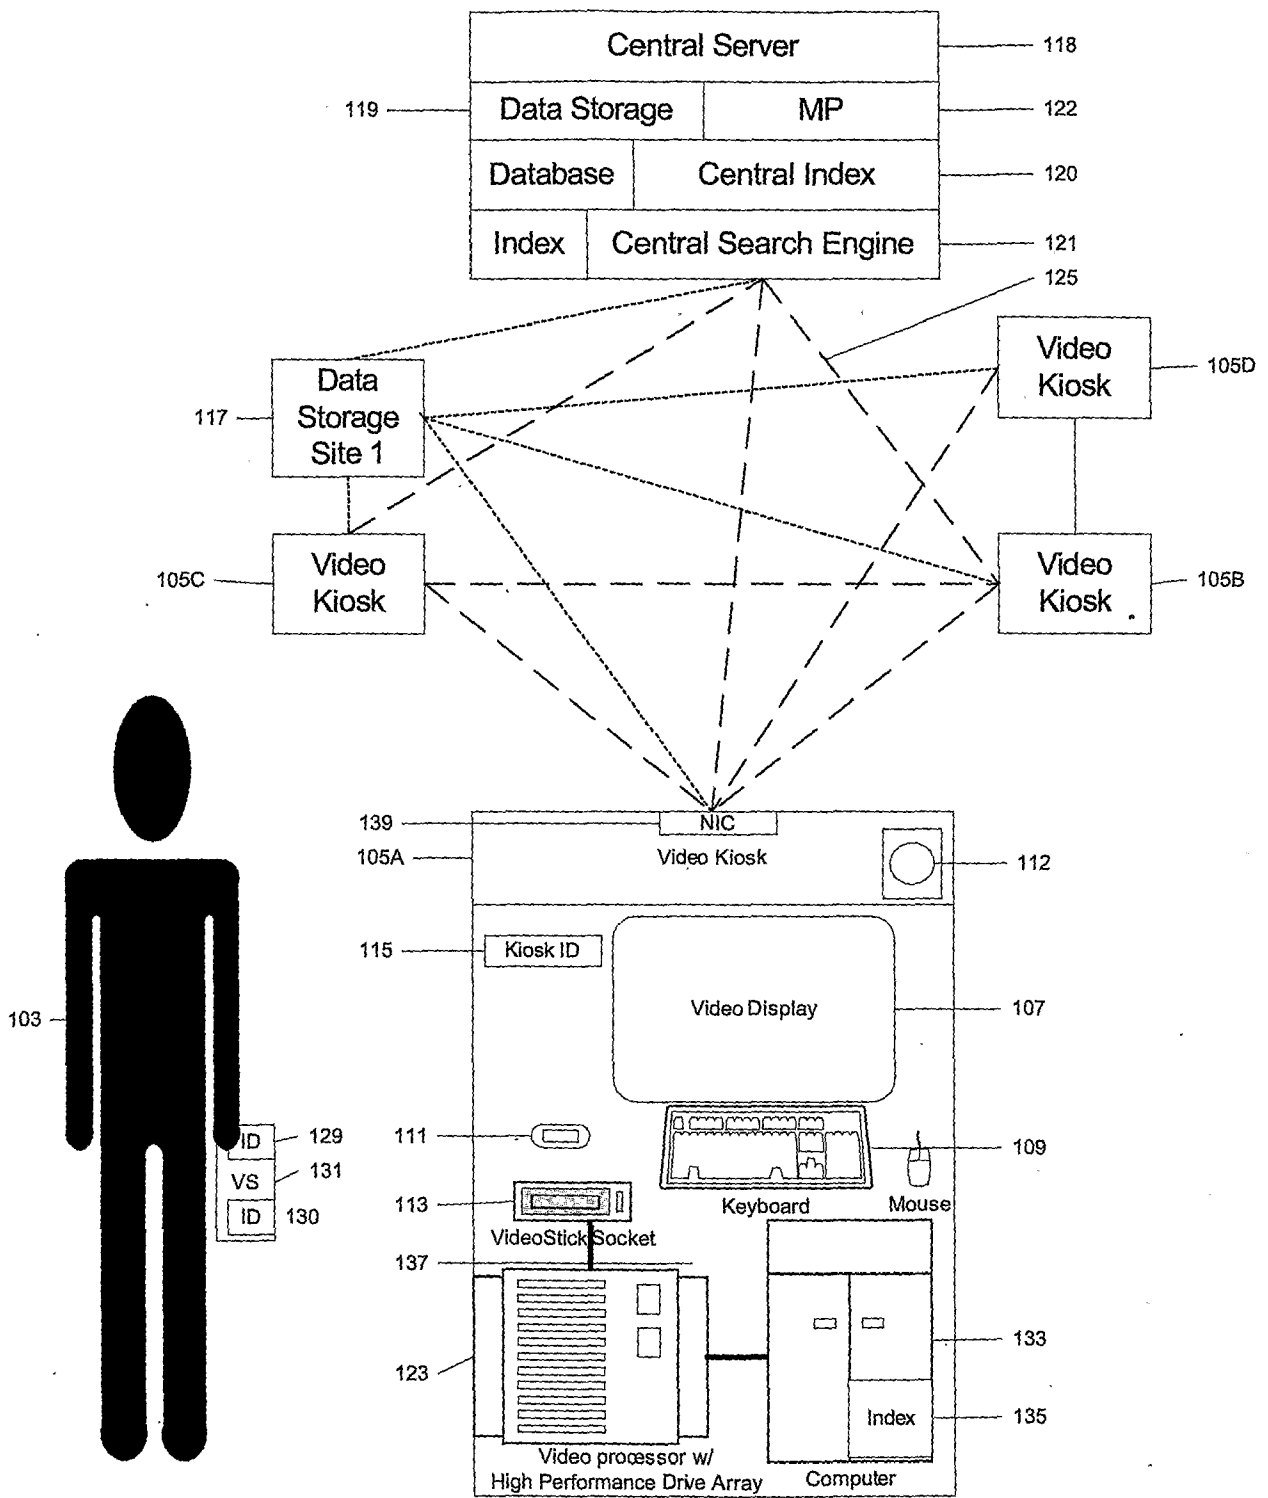 Central Server
118
119
Data Storage
MP
122
Database
Central Index
120
Index
Central Search Engine
121
125
Video
Kiosk
105D
Data
Storage
Site 1
117
Video
Kiosk
105C
Video
Kiosk
105B
139
NIC
105A
Video Kiosk
112
115
Kiosk ID
Video Display
107
103
ID
129
VS
131
ID
130
111
109
113
Keyboard
Mouse
VideoStick Socket
137
133
123
Index
135
Video processor w/
High Performance Drive Array
Computer